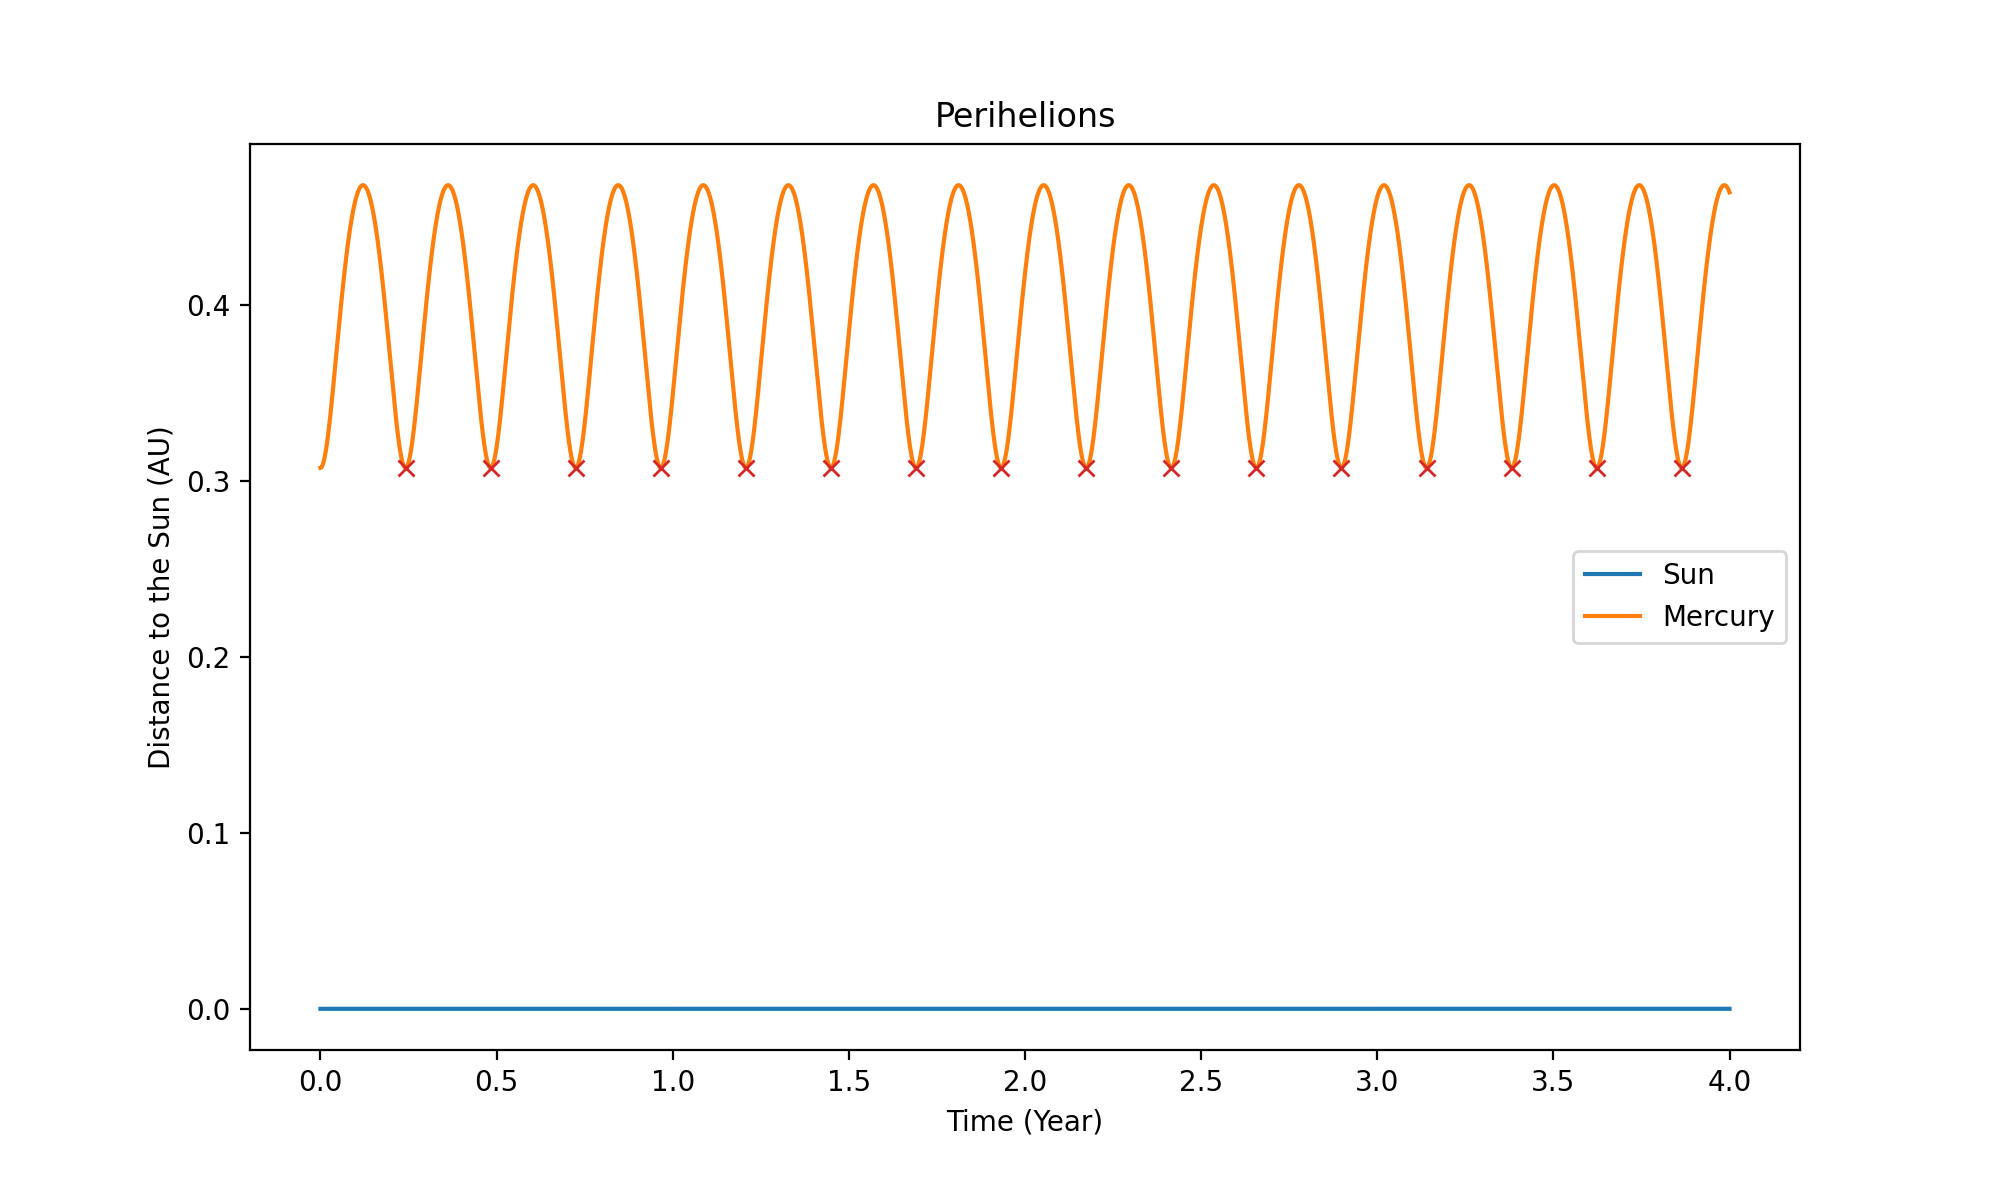 Perihelions
Distance to the Sun (AU)
0.4
0.3
0.2
0.1
0.0
Sun
Mercury
0.0 0.5 1.0 1.5 2.0 2.5 3.0 3.5 4.0
Time (Year)